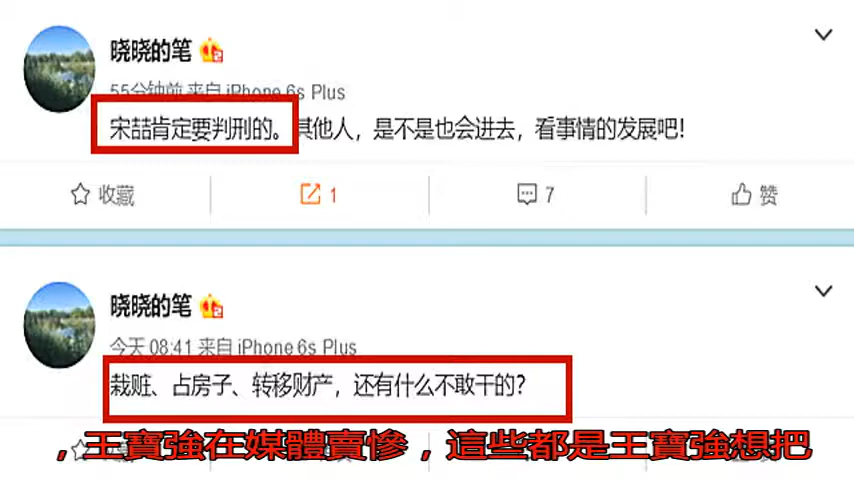 晓晓的笔
55分钟前 来自 iPhone 6s Plus
宋喆肯定要判刑的。其他人，是不是也会进去，看事情的发展吧！
收藏
1
7
赞
晓晓的笔
今天 08:41 来自 iPhone 6s Plus
栽赃、占房子、转移财产，还有什么不敢干的？
，王寶強在媒體賣慘，這些都是王寶強想把